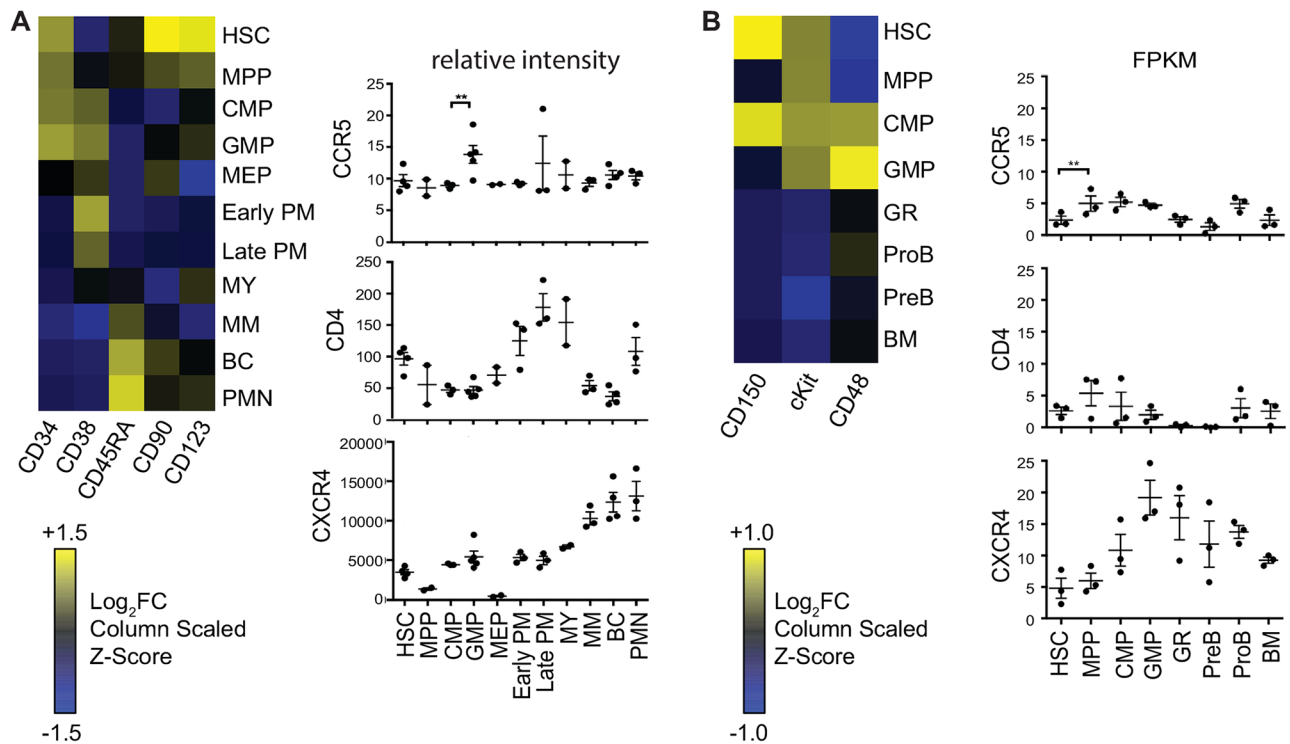 A
HSC
MPP
CMP
GMP
MEP
Early PM
Late PM
MY
MM
BC
PMN
CD34
CD38
CD45RA
CD90
CD123
+1.5
-1.5
Log2FC
Column Scaled
Z-Score
relative intensity
CCR5
25
20
15
10
5
0
**
CD4
250
200
150
100
50
0
CXCR4
20000
15000
10000
5000
0
HSC
MPP
CMP
GMP
MEP
Early PM
Late PM
MY
MM
BC
PMN
B
HSC
MPP
CMP
GMP
GR
ProB
PreB
BM
CD150
cKit
CD48
+1.0
-1.0
Log2FC
Column Scaled
Z-Score
FPKM
CCR5
25
20
15
10
5
0
**
CD4
25
20
15
10
5
0
CXCR4
25
20
15
10
5
0
HSC
MPP
CMP
GMP
GR
PreB
ProB
BM